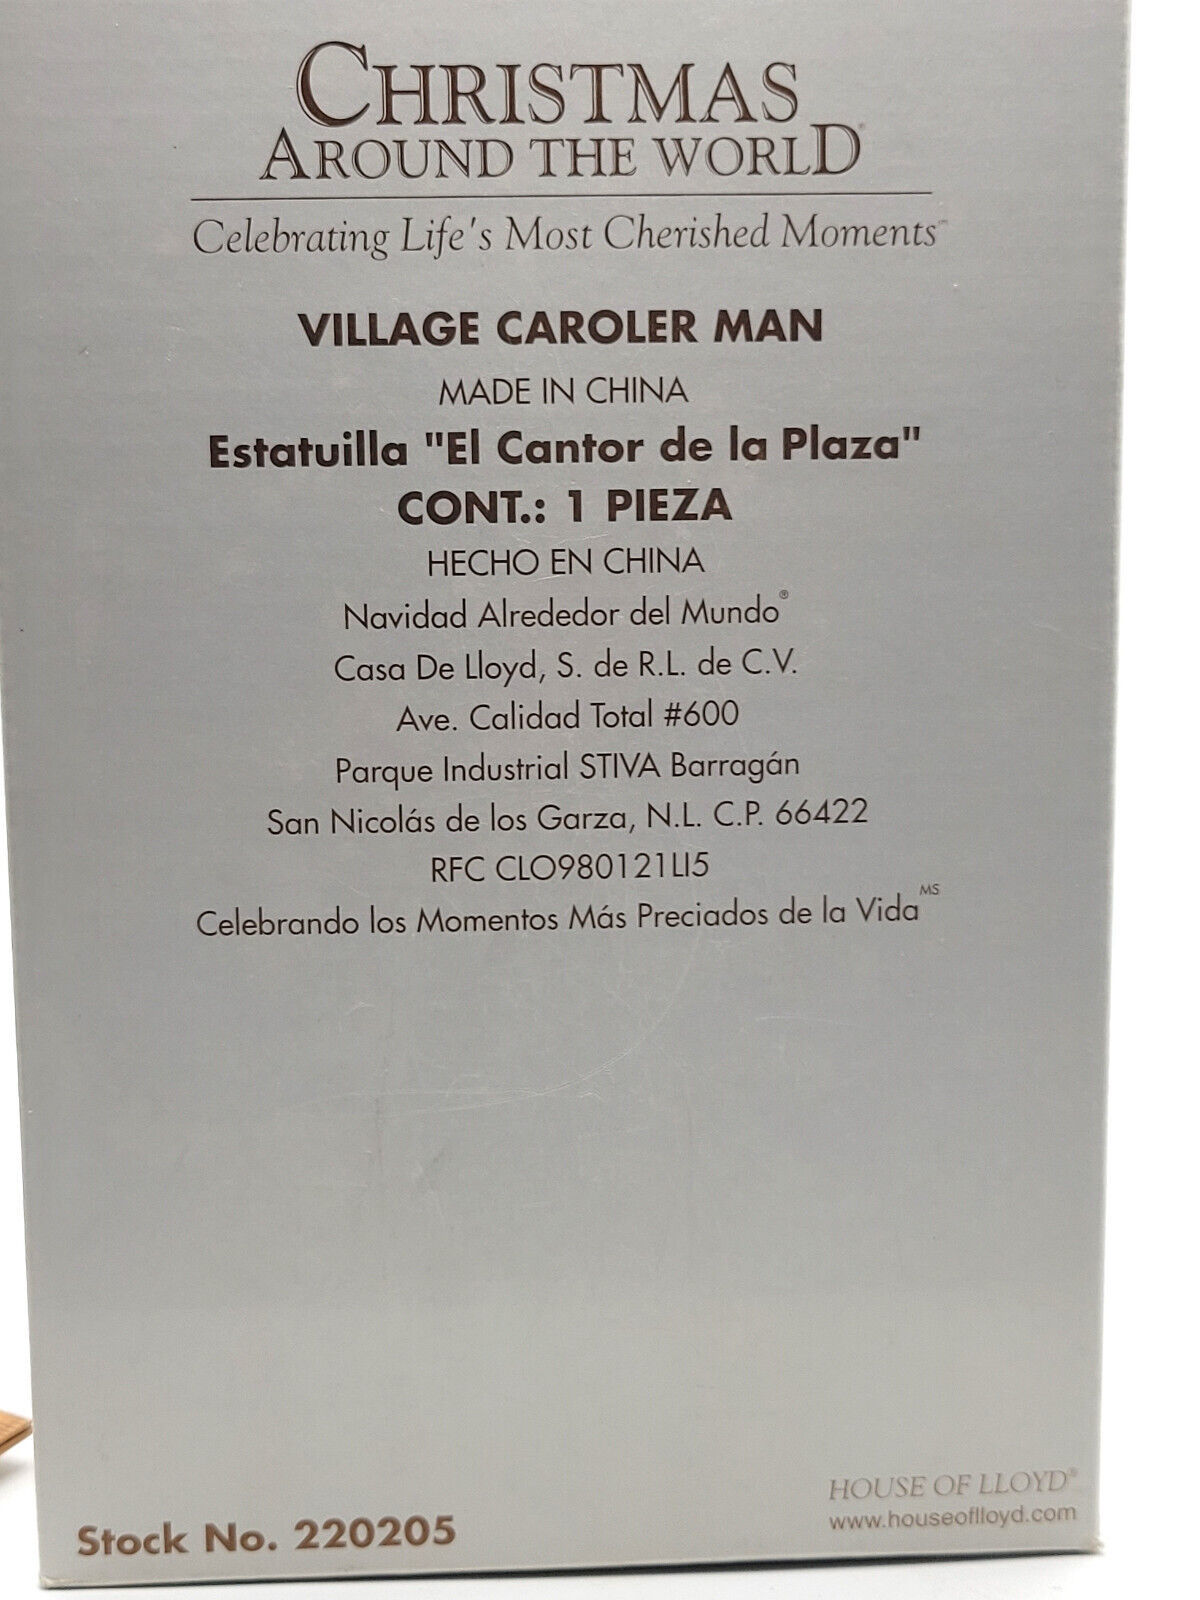 CHRISTMAS
AROUND THE WORLD®
Celebrating Life's Most Cherished Moments™
VILLAGE CAROLER MAN
MADE IN CHINA
Estatuilla "El Cantor de la Plaza"
CONT.: 1 PIEZA
HECHO EN CHINA
Navidad Alrededor del Mundo®
Casa De Lloyd, S. de R.L. de C.V.
Ave. Calidad Total #600
Parque Industrial STIVA Barragán
San Nicolás de los Garza, N.L. C.P. 66422
RFC CLO980121LI5
Celebrando los Momentos Más Preciados de la Vida MS
HOUSE OF LLOYD®
www.houseoflloyd.com
Stock No. 220205